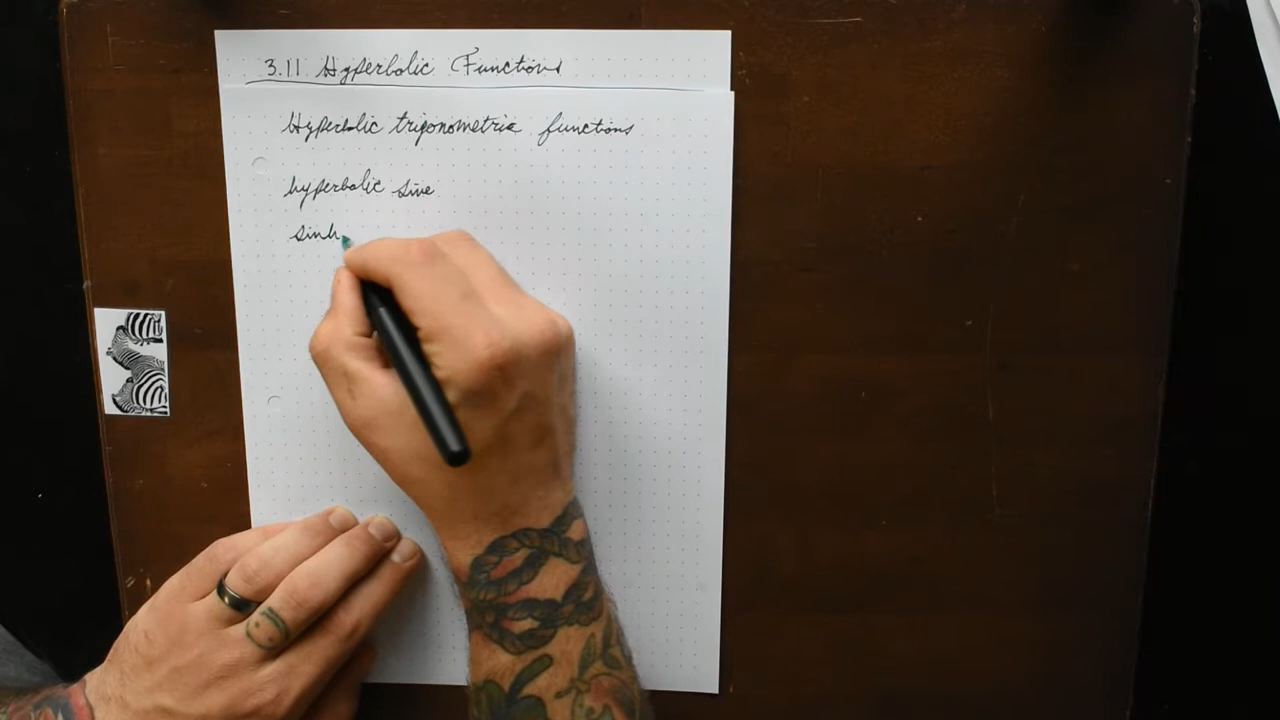 3.11 Hyperbolic Functions
Hyperbolic trigonometric functions
hyperbolic sine
sinh